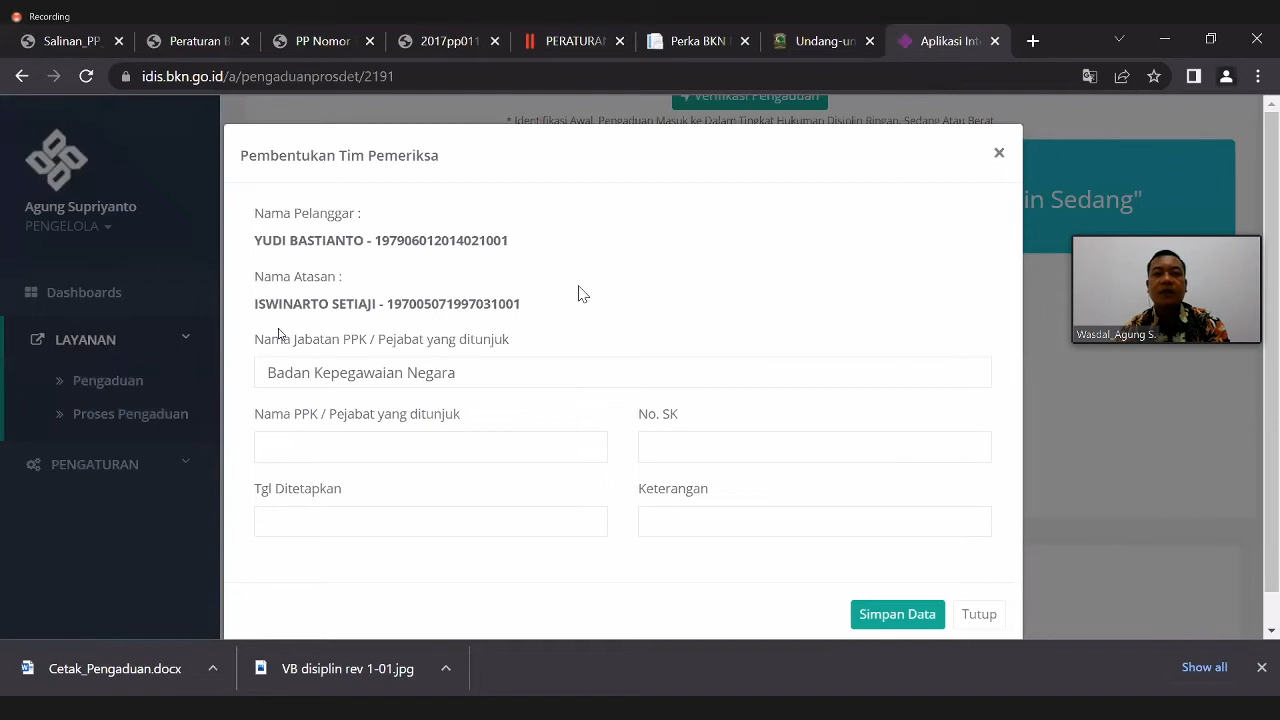 Recording
Salinan_PP_
Peraturan B
PP Nomor
2017pp011
PERATURAN
Perka BKN
Undang-un
Aplikasi Int
idis.bkn.go.id/a/pengaduanprosdet/2191
Verifikasi Pengaduan
* Identifikasi Awal, Pengaduan Masuk ke Dalam Tingkat Hukuman Disiplin Ringan, Sedang Atau Berat
Agung Supriyanto
PENGELOLA
Dashboards
LAYANAN
Pengaduan
Proses Pengaduan
PENGATURAN
Pembentukan Tim Pemeriksa
in Sedang"
Nama Pelanggar :
YUDI BASTIANTO - 197906012014021001
Nama Atasan :
ISWINARTO SETIAJI - 197005071997031001
Nama Jabatan PPK / Pejabat yang ditunjuk
Badan Kepegawaian Negara
Nama PPK / Pejabat yang ditunjuk
No. SK
Tgl Ditetapkan
Keterangan
Simpan Data
Tutup
Wasdal_Agung S.
Cetak_Pengaduan.docx
VB disiplin rev 1-01.jpg
Show all